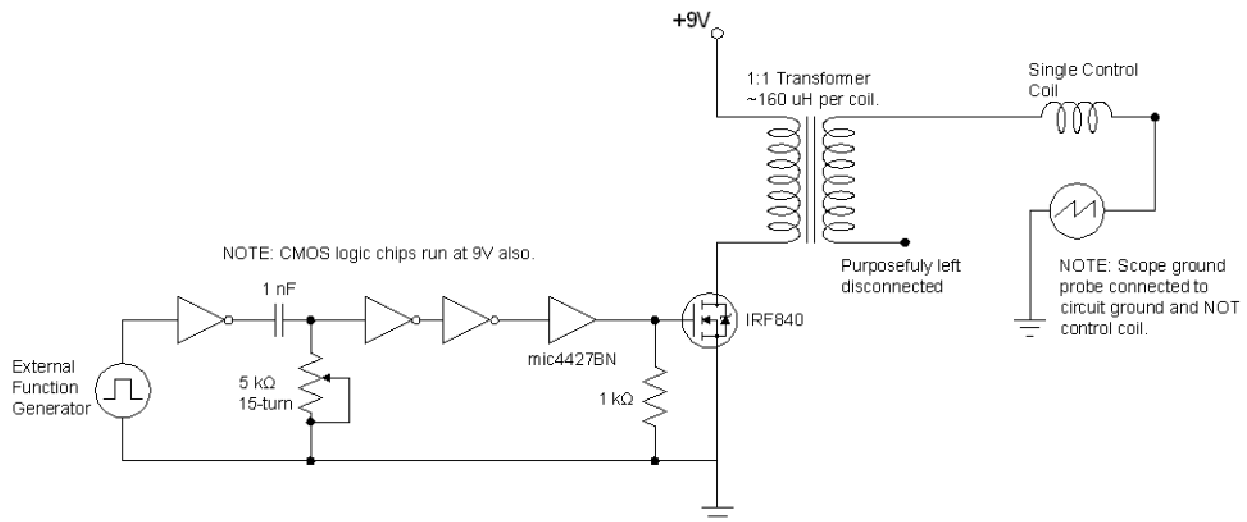 +9V
1:1 Transformer
~160 uH per coil.
Single Control
Coil
NOTE: CMOS logic chips run at 9V also.
Purposefuly left
disconnected
NOTE: Scope ground
probe connected to
circuit ground and NOT
control coil.
1 nF
IRF840
mic4427BN
External
Function
Generator
5 kΩ
15-turn
1 kΩ